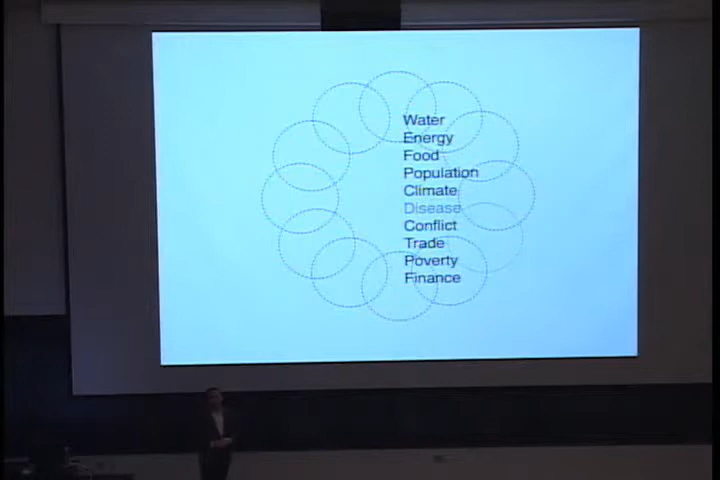 Water
Energy
Food
Population
Climate
Disease
Conflict
Trade
Poverty
Finance